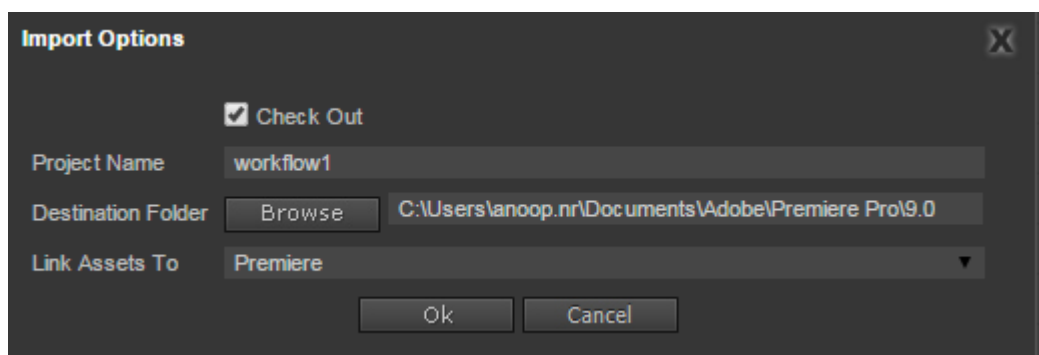 Import Options X
Check Out
Project Name workflow1
Destination Folder Browse C:\Users\anoop.nr\Documents\Adobe\Premiere Pro\9.0
Link Assets To Premiere
Ok Cancel